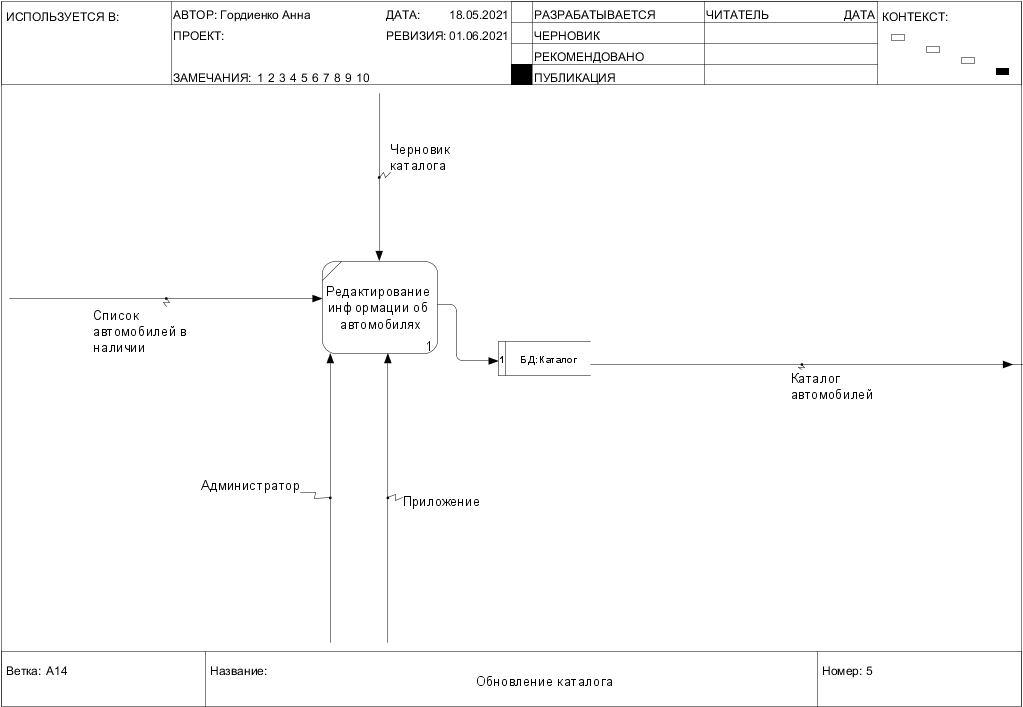 ИСПОЛЬЗУЕТСЯ В:
АВТОР: Гордиенко Анна
ДАТА: 18.05.2021
ПРОЕКТ:
РЕВИЗИЯ: 01.06.2021
ЗАМЕЧАНИЯ: 1 2 3 4 5 6 7 8 9 10
РАЗРАБАТЫВАЕТСЯ
ЧЕРНОВИК
РЕКОМЕНДОВАНО
ПУБЛИКАЦИЯ
ЧИТАТЕЛЬ
ДАТА
КОНТЕКСТ:
Черновик
каталога
Редактирование
информации об
автомобилях
1
Список
автомобилей в
наличии
1
БД: Каталог
Каталог
автомобилей
Администратор
Приложение
Ветка: A14
Название:
Обновление каталога
Номер: 5